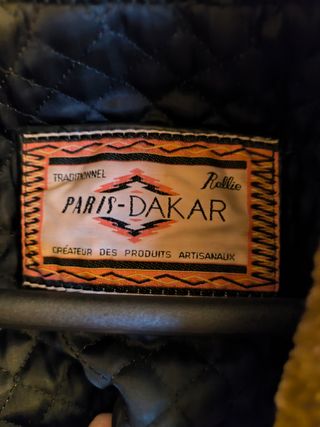 TRADITIONNEL Rallie
PARIS-DAKAR
CRÉATEUR DES PRODUITS ARTISANAUX